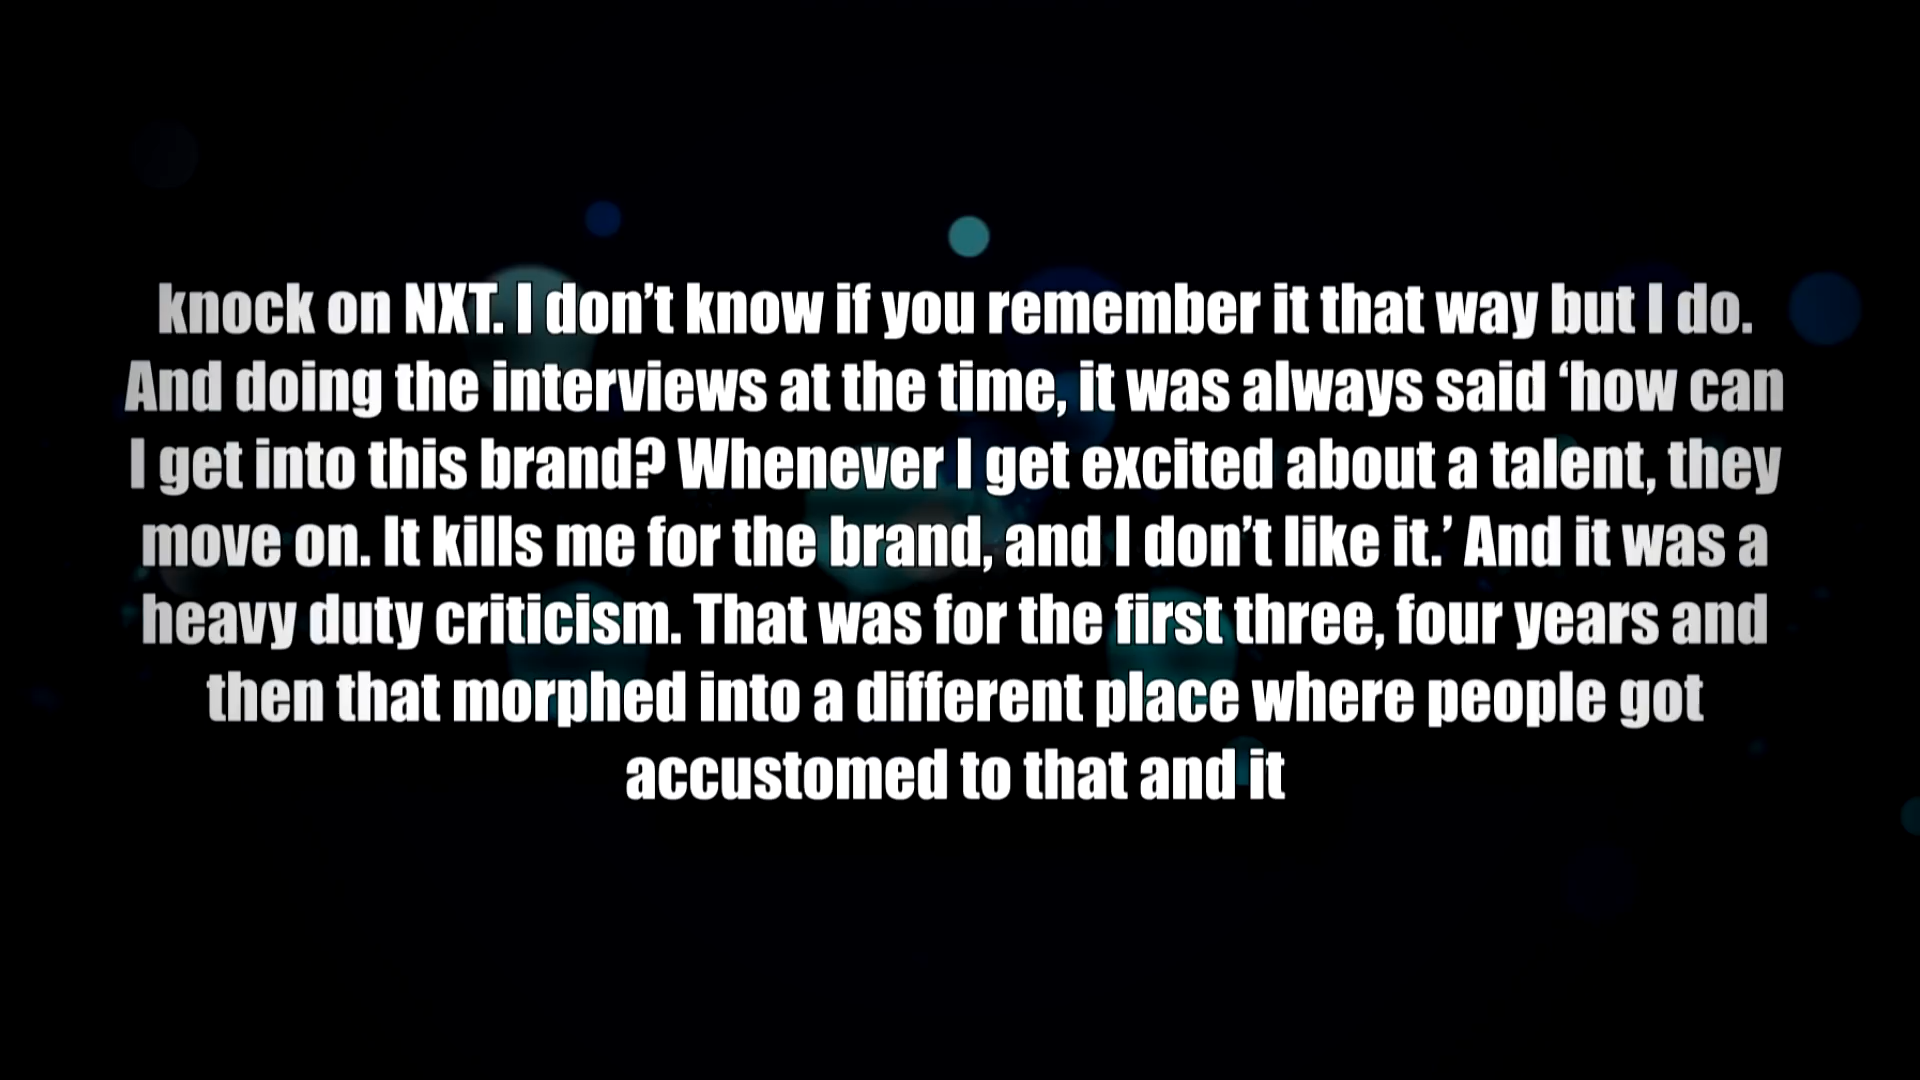 knock on NXT. I don’t know if you remember it that way but I do.
And doing the interviews at the time, it was always said ‘how can
I get into this brand? Whenever I get excited about a talent, they
move on. It kills me for the brand, and I don’t like it.’ And it was a
heavy duty criticism. That was for the first three, four years and
then that morphed into a different place where people got
accustomed to that and it